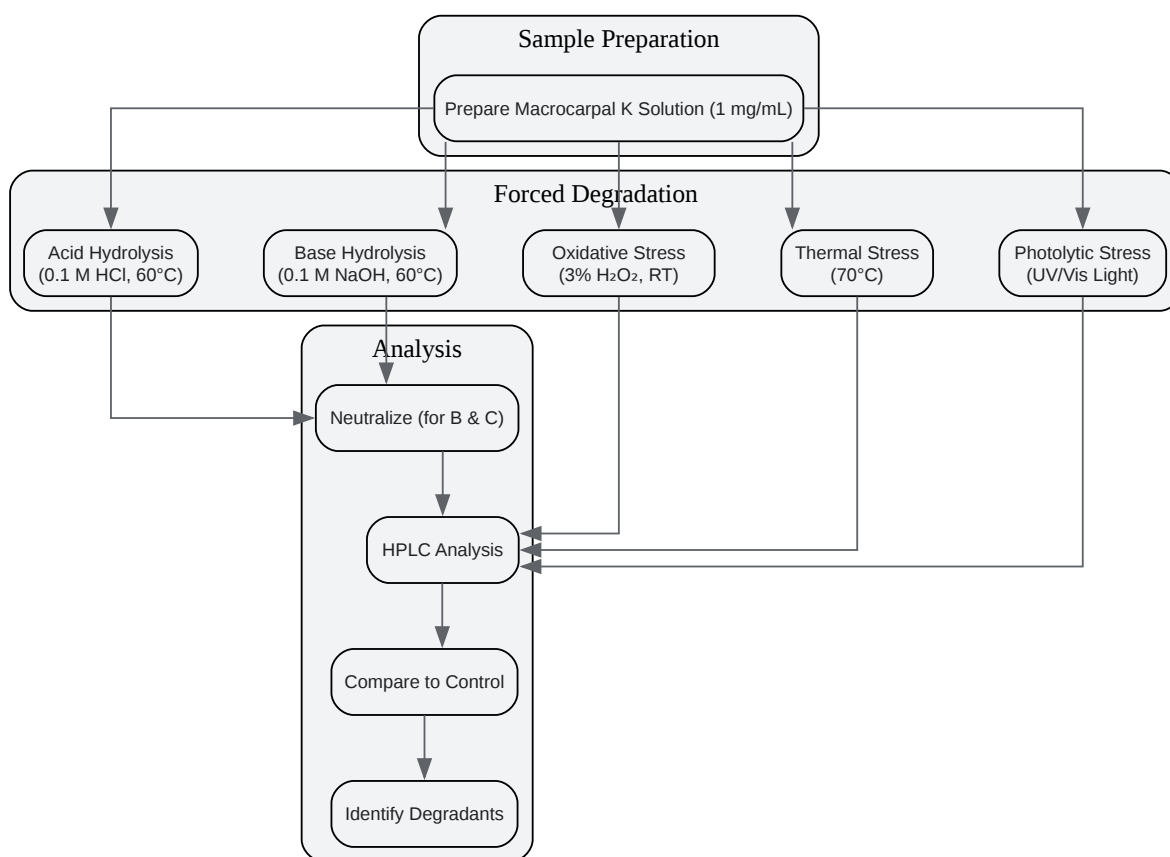 Sample Preparation
Prepare Macrocarpal K Solution (1 mg/mL)
Forced Degradation
Acid Hydrolysis
(0.1 M HCl, 60°C)
Base Hydrolysis
(0.1 M NaOH, 60°C)
Oxidative Stress
(3% H₂O₂, RT)
Thermal Stress
(70°C)
Photolytic Stress
(UV/Vis Light)
Analysis
Neutralize (for B & C)
HPLC Analysis
Compare to Control
Identify Degradants